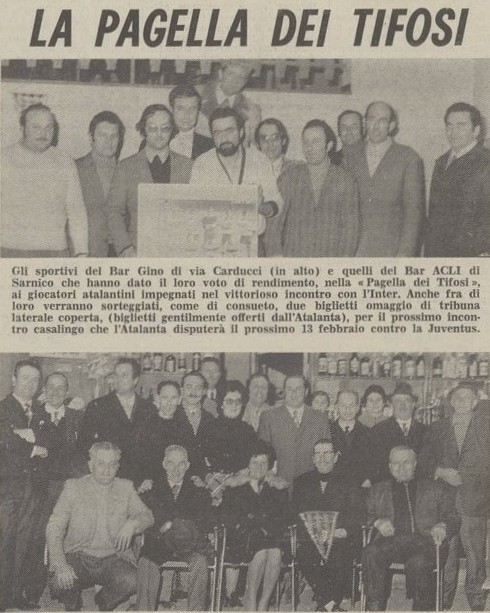 LA PAGELLA DEI TIFOSI
Gli sportivi del Bar Gino di via Carducci (in alto) e quelli del Bar ACLI di
Sarnico che hanno dato il loro voto di rendimento, nella «Pagella dei Tifosi»,
ai giocatori atalantini impegnati nel vittorioso incontro con l'Inter. Anche fra di
loro verranno sorteggiati, come di consueto, due biglietti omaggio di tribuna
laterale coperta, (biglietti gentilmente offerti dall'Atalanta), per il prossimo incon-
tro casalingo che l'Atalanta disputerà il prossimo 13 febbraio contro la Juventus.